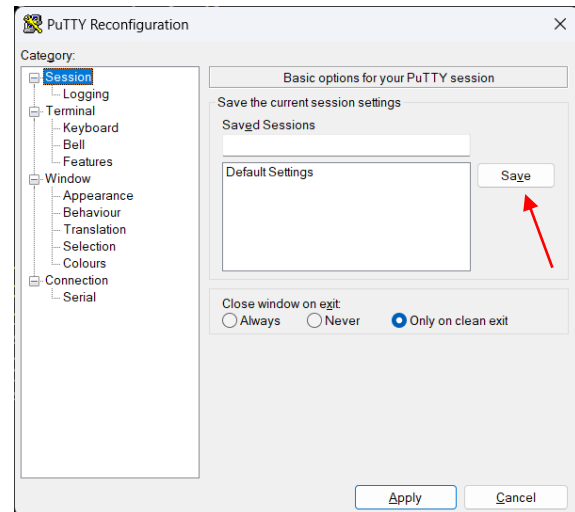 PuTTY Reconfiguration
Category:
Session
Logging
Terminal
Keyboard
Bell
Features
Window
Appearance
Behaviour
Translation
Selection
Colours
Connection
Serial
Basic options for your PuTTY session
Save the current session settings
Saved Sessions
Default Settings
Save
Close window on exit:
Always Never Only on clean exit
Apply Cancel